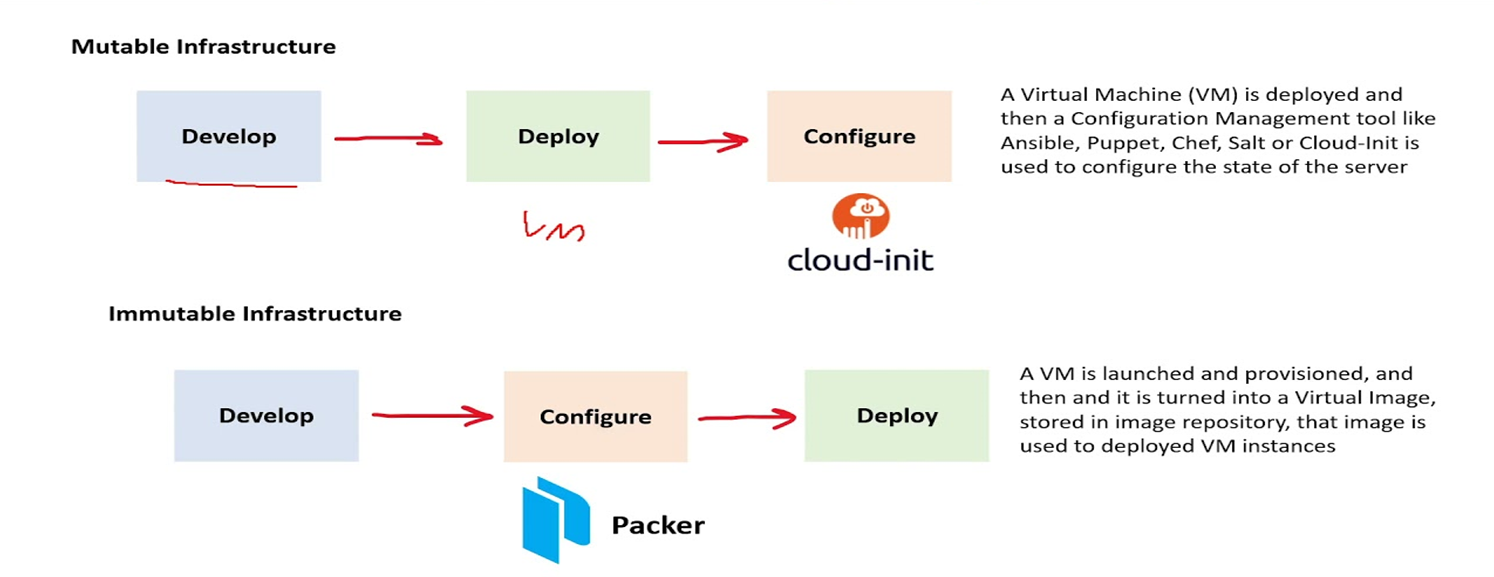 Mutable Infrastructure
Develop
Deploy
Configure
A Virtual Machine (VM) is deployed and
then a Configuration Management tool like
Ansible, Puppet, Chef, Salt or Cloud-Init is
used to configure the state of the server
VM
cloud-init
Immutable Infrastructure
Develop
Configure
Deploy
A VM is launched and provisioned, and
then and it is turned into a Virtual Image,
stored in image repository, that image is
used to deployed VM instances
Packer